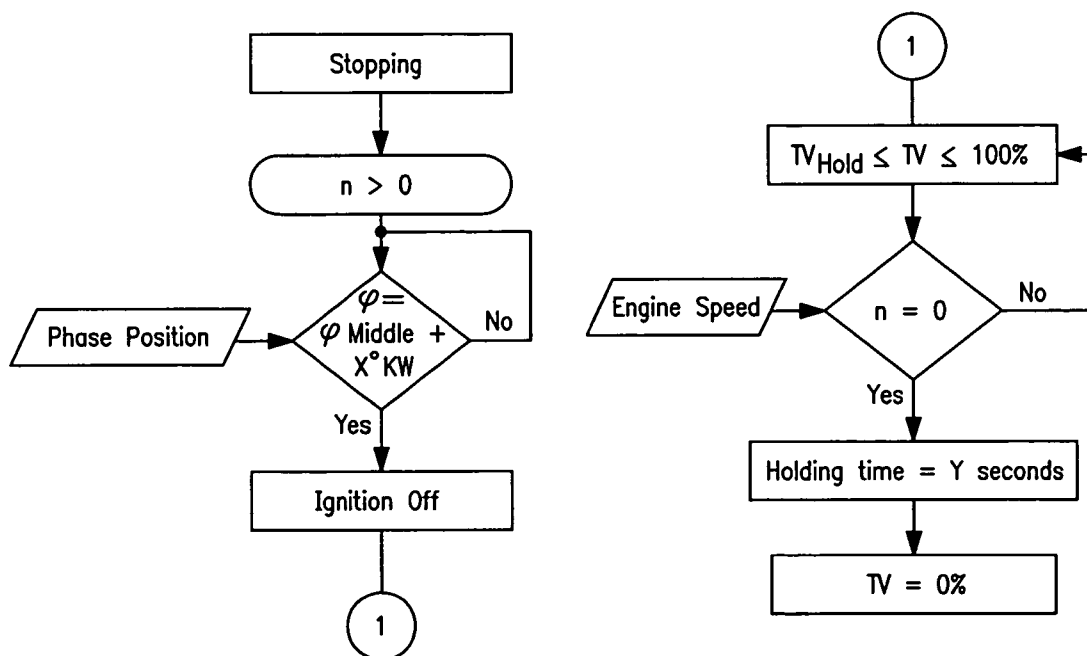 Stopping
n > 0
Phase Position
φ=
φ Middle +
X°KW
No
Yes
Ignition Off
1
1
TVHold ≤ TV ≤ 100%
Engine Speed
n = 0
No
Yes
Holding time = Y seconds
TV = 0%